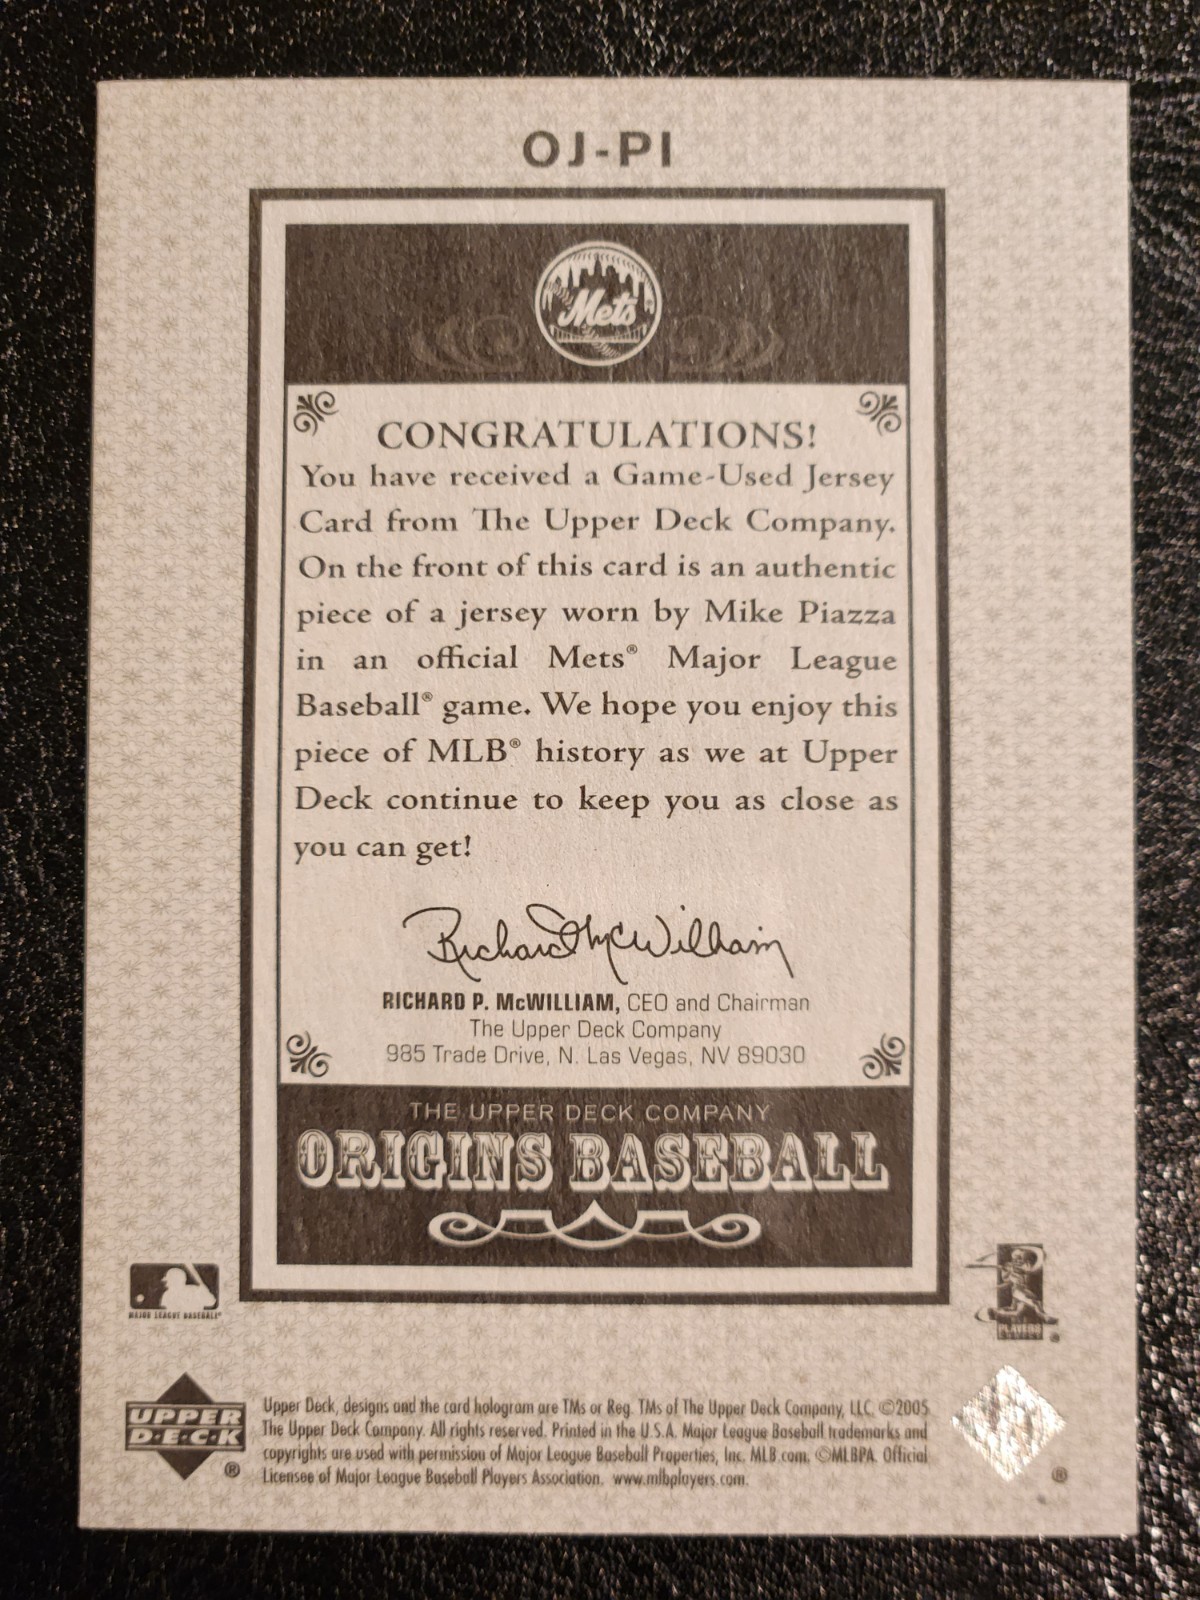 OJ-PI
Mets
CONGRATULATIONS!
You have received a Game-Used Jersey
Card from The Upper Deck Company.
On the front of this card is an authentic
piece of a jersey worn by Mike Piazza
in an official Mets® Major League
Baseball® game. We hope you enjoy this
piece of MLB® history as we at Upper
Deck continue to keep you as close as
you can get!
Richard McWilliam
RICHARD P. McWILLIAM, CEO and Chairman
The Upper Deck Company
985 Trade Drive, N. Las Vegas, NV 89030
THE UPPER DECK COMPANY
ORIGINS BASEBALL
MAJOR LEAGUE BASEBALL®
PLAYERS
®
UPPER
D·E·C·K
®
Upper Deck, designs and the card hologram are TMs or Reg. TMs of The Upper Deck Company, LLC. ©2005
The Upper Deck Company. All rights reserved. Printed in the U.S.A. Major League Baseball trademarks and
copyrights are used with permission of Major League Baseball Properties, Inc. MLB.com. ©MLBPA. Official
Licensee of Major League Baseball Players Association. www.mlbplayers.com.
®